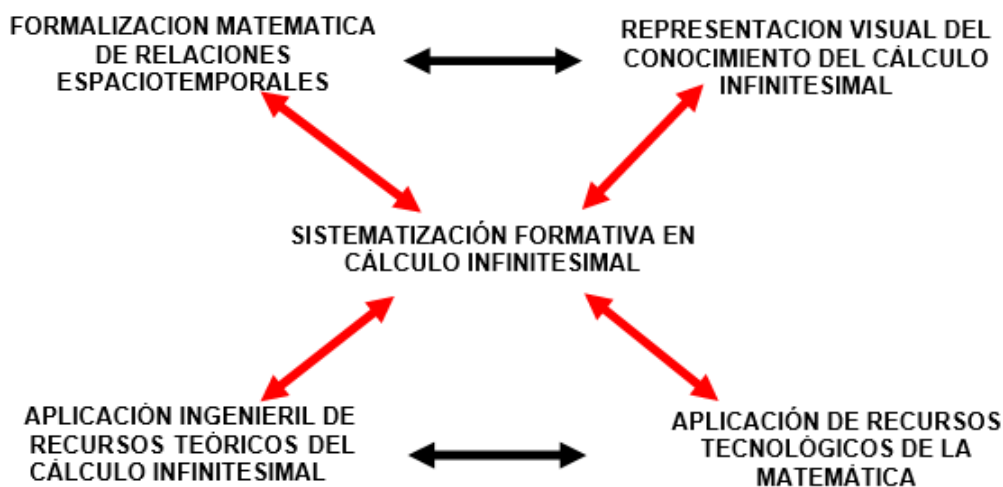 FORMALIZACION MATEMATICA
DE RELACIONES
ESPACIOTEMPORALES
REPRESENTACION VISUAL DEL
CONOCIMIENTO DEL CÁLCULO
INFINITESIMAL
SISTEMATIZACIÓN FORMATIVA EN
CÁLCULO INFINITESIMAL
APLICACIÓN INGENIERIL DE
RECURSOS TEÓRICOS DEL
CÁLCULO INFINITESIMAL
APLICACIÓN DE RECURSOS
TECNOLÓGICOS DE LA
MATEMÁTICA